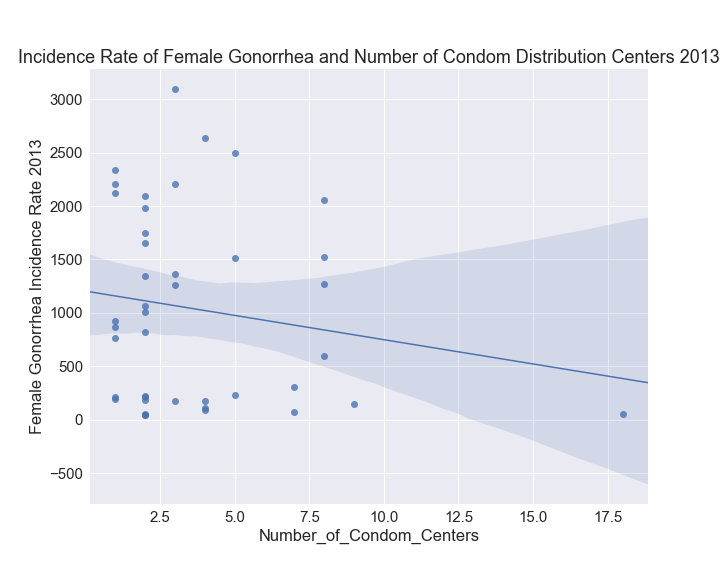 Incidence Rate of Female Gonorrhea and Number of Condom Distribution Centers 2013
Female Gonorrhea Incidence Rate 2013
3000
2500
2000
1500
1000
500
0
−500
2.5 5.0 7.5 10.0 12.5 15.0 17.5
Number_of_Condom_Centers